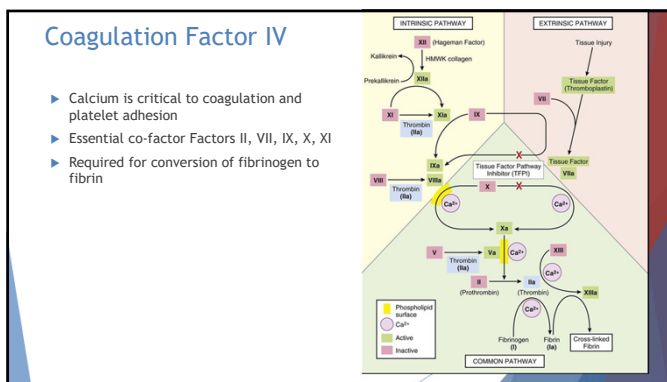 Coagulation Factor IV
Calcium is critical to coagulation and
platelet adhesion
Essential co-factor Factors II, VII, IX, X, XI
Required for conversion of fibrinogen to
fibrin
INTRINSIC PATHWAY
EXTRINSIC PATHWAY
XII (Hageman Factor)
Kallikrein
HMWK collagen
Prekallikrein
XIIa
XI
XIa
Thrombin
(IIa)
IX
Tissue Injury
Tissue Factor
(Thromboplastin)
VII
IXa
X
Tissue Factor Pathway
Inhibitor (TFPI)
Tissue Factor
VIIa
VIII
VIIIa
Thrombin
(IIa)
X
X
Ca2+
Ca2+
Xa
V
Va
Ca2+
Thrombin
(IIa)
XIII
Ca2+
II
IIa
(Prothrombin)
(Thrombin)
XIIIa
Ca2+
Fibrinogen
(I)
Fibrin
(Ia)
Cross-linked
Fibrin
Phospholipid
surface
Ca2+
Active
Inactive
COMMON PATHWAY